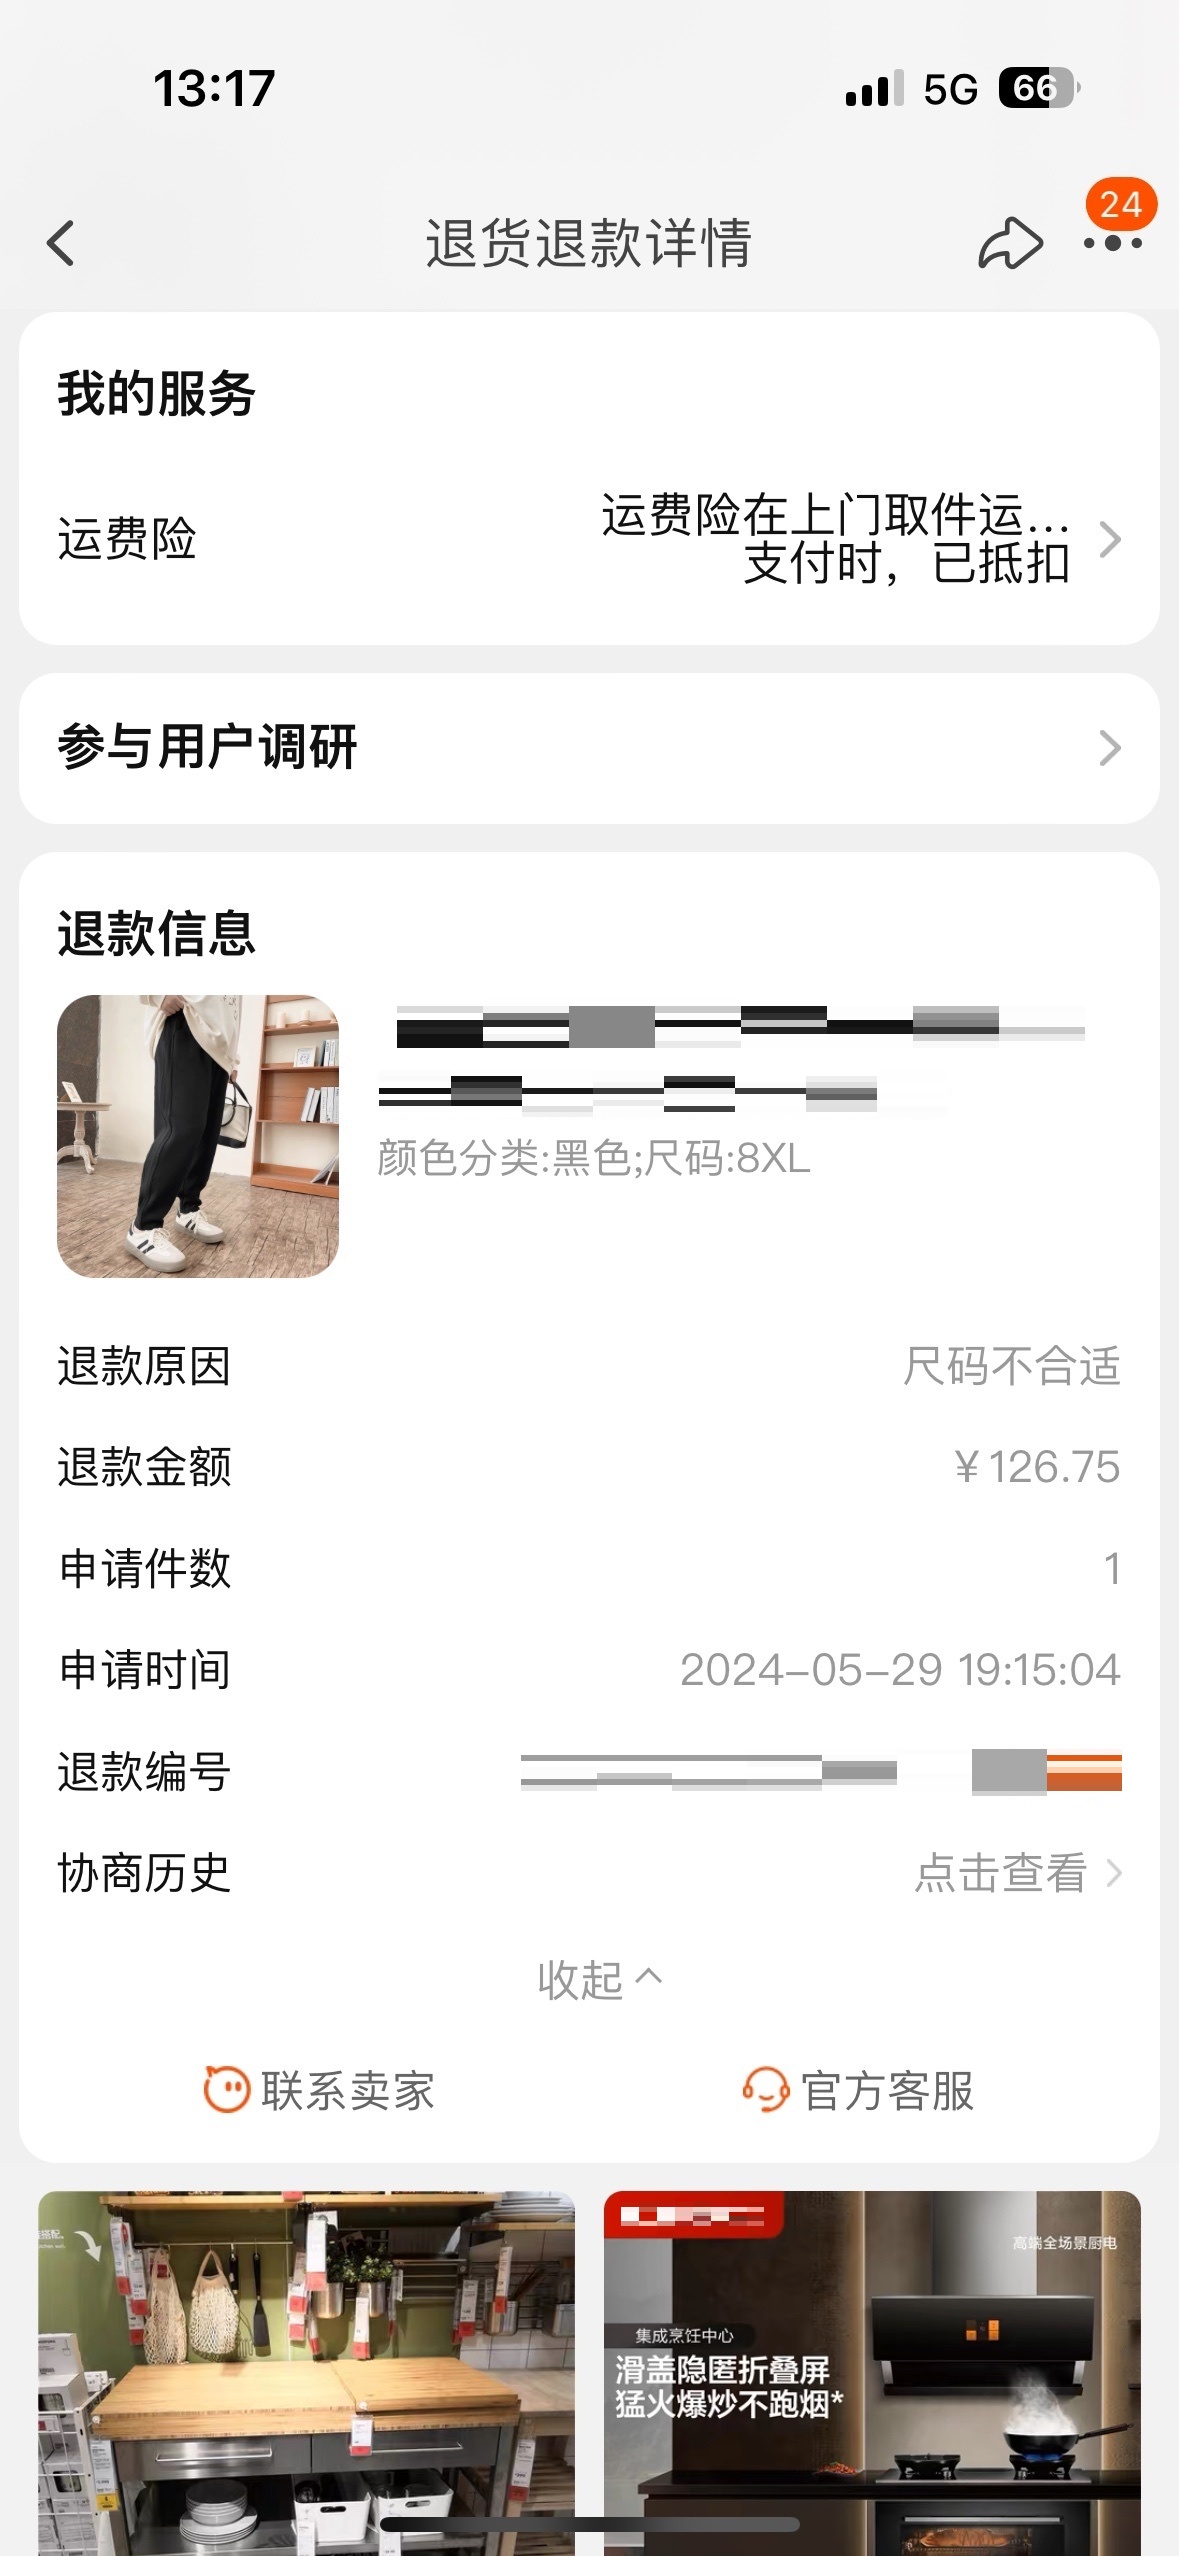 13:17
5G
66
退货退款详情
24
我的服务
运费险
运费险在上门取件运...
支付时，已抵扣
参与用户调研
退款信息
颜色分类:黑色;尺码:8XL
退款原因
尺码不合适
退款金额
¥126.75
申请件数
1
申请时间
2024-05-29 19:15:04
退款编号
协商历史
点击查看
收起
联系卖家
官方客服
高端全场景厨电
集成烹饪中心
滑盖隐匿折叠屏
猛火爆炒不跑烟*